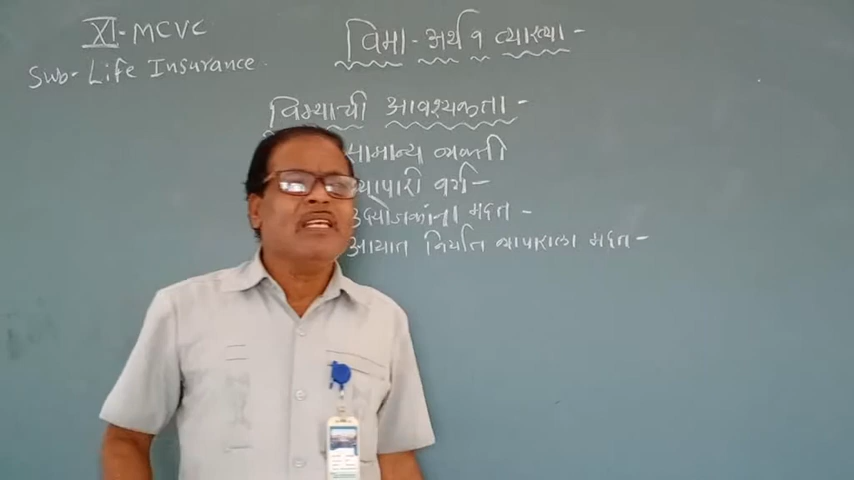 XI - MCVC
Sub - Life Insurance.
विमा - अर्थ व व्याख्या -
विम्याची आवश्यकता -
सामान्य व्यक्ती
व्यापारी वर्ग -
उद्योजकांना मदत -
आयात निर्यात व्यापाराला मदत -